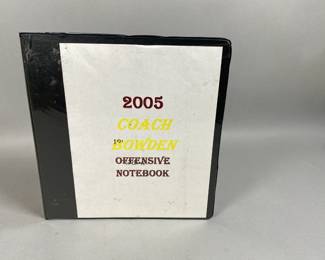 2005
COACH
BOWDEN
OFFENSIVE
NOTEBOOK